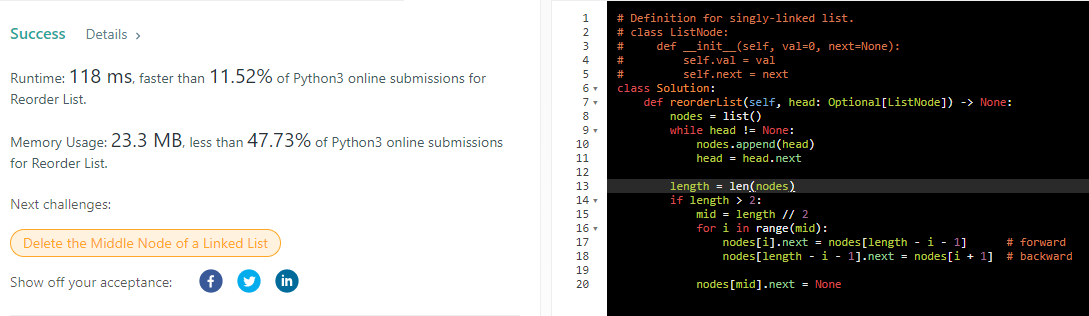 Success Details >
Runtime: 118 ms, faster than 11.52% of Python3 online submissions for
Reorder List.
Memory Usage: 23.3 MB, less than 47.73% of Python3 online submissions
for Reorder List.
Next challenges:
Delete the Middle Node of a Linked List
Show off your acceptance:
1 # Definition for singly-linked list.
2 # class ListNode:
3 #     def __init__(self, val=0, next=None):
4 #         self.val = val
5 #         self.next = next
6 class Solution:
7     def reorderList(self, head: Optional[ListNode]) -> None:
8         nodes = list()
9         while head != None:
10             nodes.append(head)
11             head = head.next
12
13         length = len(nodes)
14         if length > 2:
15             mid = length // 2
16             for i in range(mid):
17                 nodes[i].next = nodes[length - i - 1]      # forward
18                 nodes[length - i - 1].next = nodes[i + 1]  # backward
19
20             nodes[mid].next = None